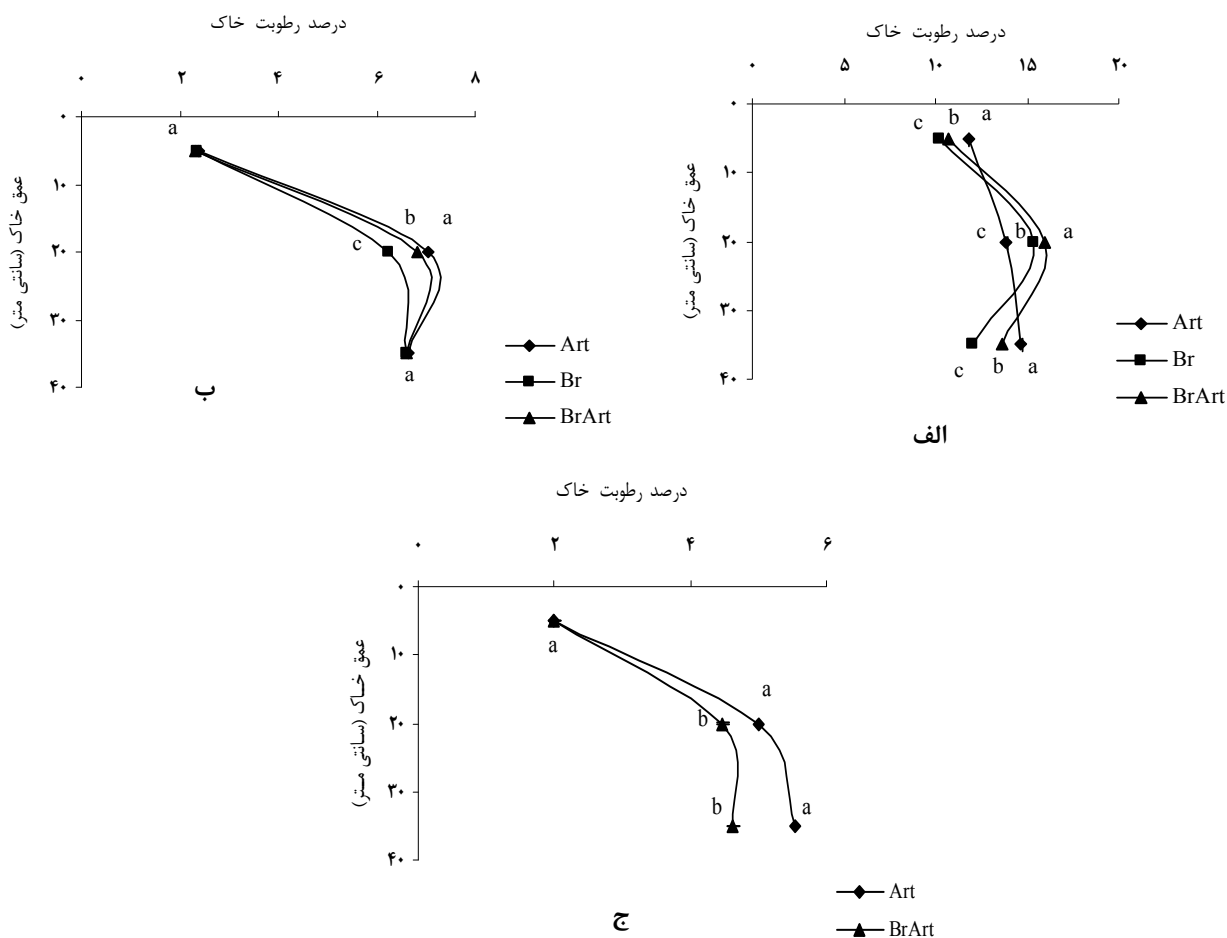 درصد رطوبت خاک
۰ ۵ ۱۰ ۱۵ ۲۰
۰
۱۰
۲۰
۳۰
۴۰
عمق خاک (سانتی متر)
c b a
c b a
c b a
Art
Br
BrArt
الف
درصد رطوبت خاک
۰ ۲ ۴ ۶ ۸
۰
۱۰
۲۰
۳۰
۴۰
عمق خاک (سانتی متر)
a
c b a
a
Art
Br
BrArt
ب
درصد رطوبت خاک
۰ ۲ ۴ ۶
۰
۱۰
۲۰
۳۰
۴۰
عمق خاک (سانتی متر)
a
b a
b a
Art
BrArt
ج